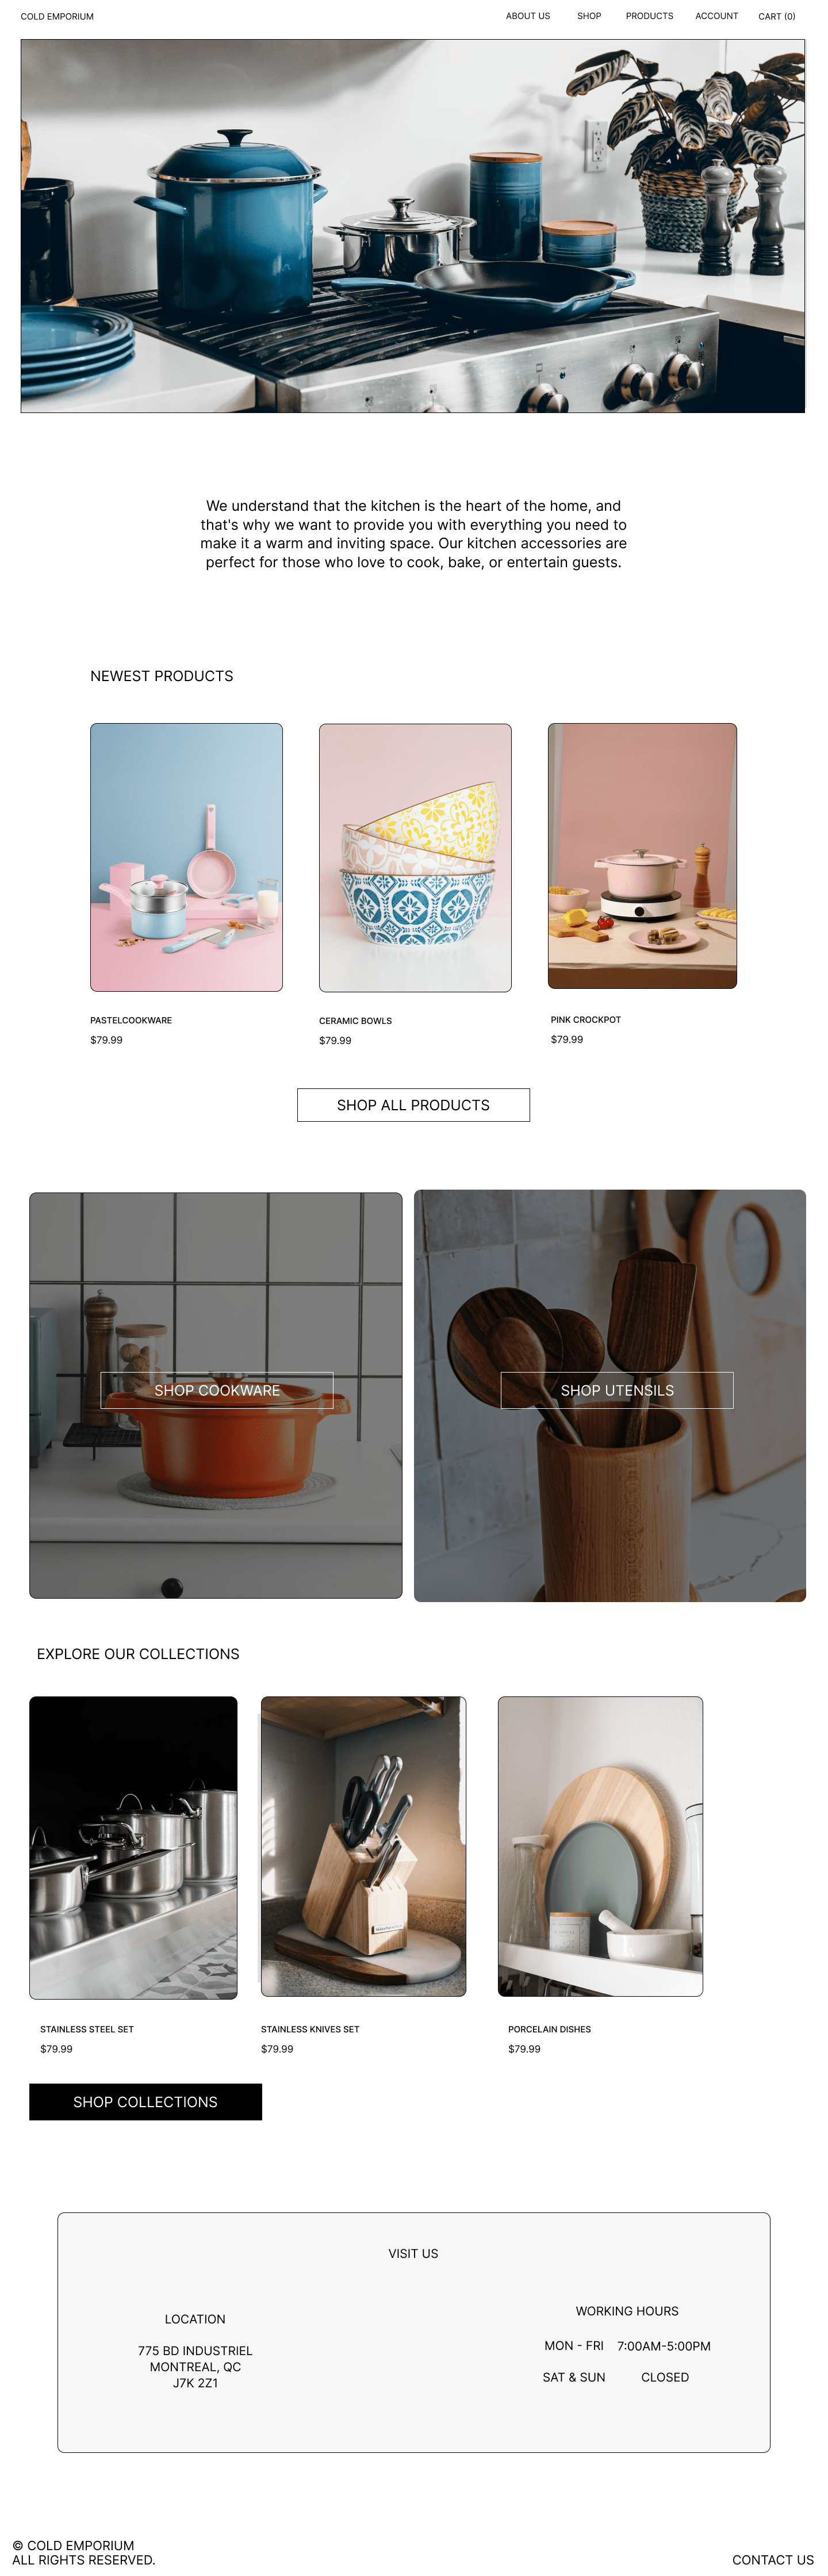 COLD EMPORIUM
ABOUT US
SHOP
PRODUCTS
ACCOUNT
CART (0)
We understand that the kitchen is the heart of the home, and
that's why we want to provide you with everything you need to
make it a warm and inviting space. Our kitchen accessories are
perfect for those who love to cook, bake, or entertain guests.
NEWEST PRODUCTS
PASTELCOOKWARE
$79.99
CERAMIC BOWLS
$79.99
PINK CROCKPOT
$79.99
SHOP ALL PRODUCTS
SHOP COOKWARE
SHOP UTENSILS
EXPLORE OUR COLLECTIONS
STAINLESS STEEL SET
$79.99
STAINLESS KNIVES SET
$79.99
PORCELAIN DISHES
$79.99
SHOP COLLECTIONS
VISIT US
LOCATION
775 BD INDUSTRIEL
MONTREAL, QC
J7K 2Z1
WORKING HOURS
MON - FRI 7:00AM-5:00PM
SAT & SUN CLOSED
© COLD EMPORIUM
ALL RIGHTS RESERVED.
CONTACT US